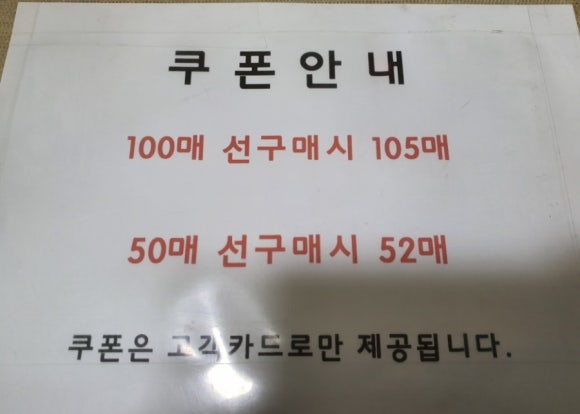 쿠폰안내
100매 선구매시 105매
50매 선구매시 52매
쿠폰은 고객카드로만 제공됩니다.